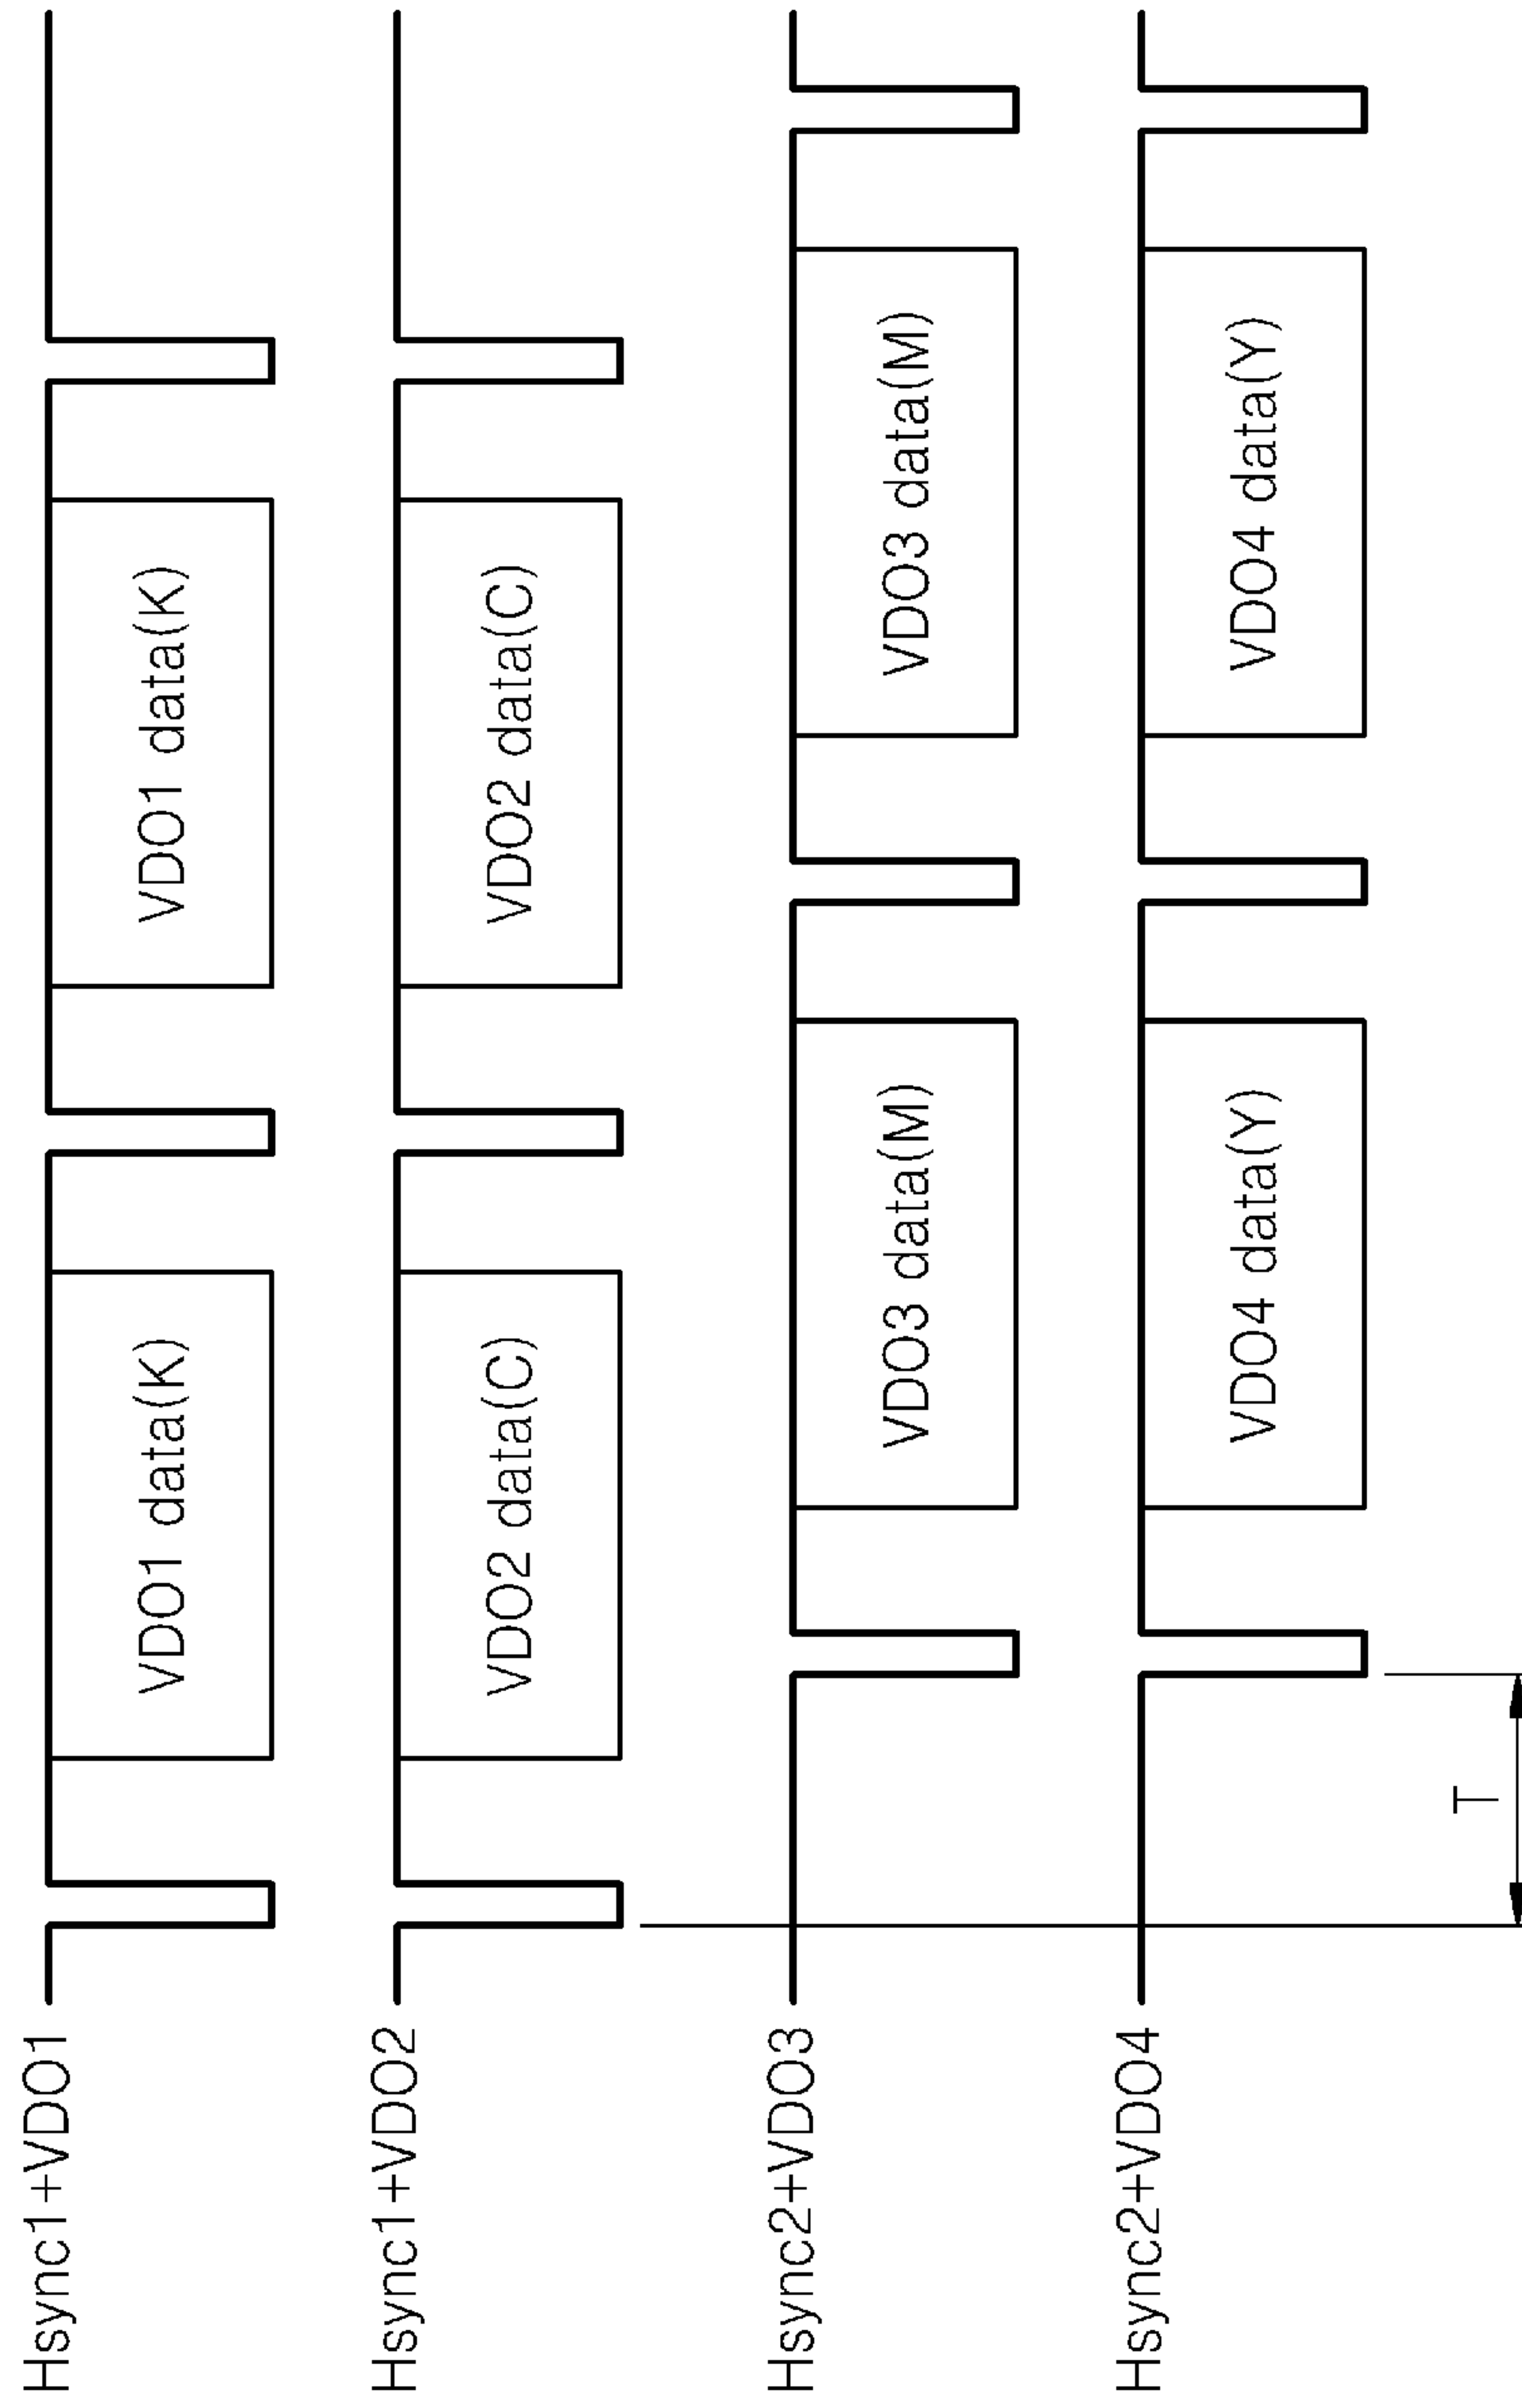 Hsync1+VDO1
VDO1 data(K)
VDO1 data(K)
Hsync1+VDO2
VDO2 data(C)
VDO2 data(C)
Hsync2+VDO3
VDO3 data(M)
VDO3 data(M)
Hsync2+VDO4
VDO4 data(Y)
VDO4 data(Y)
T